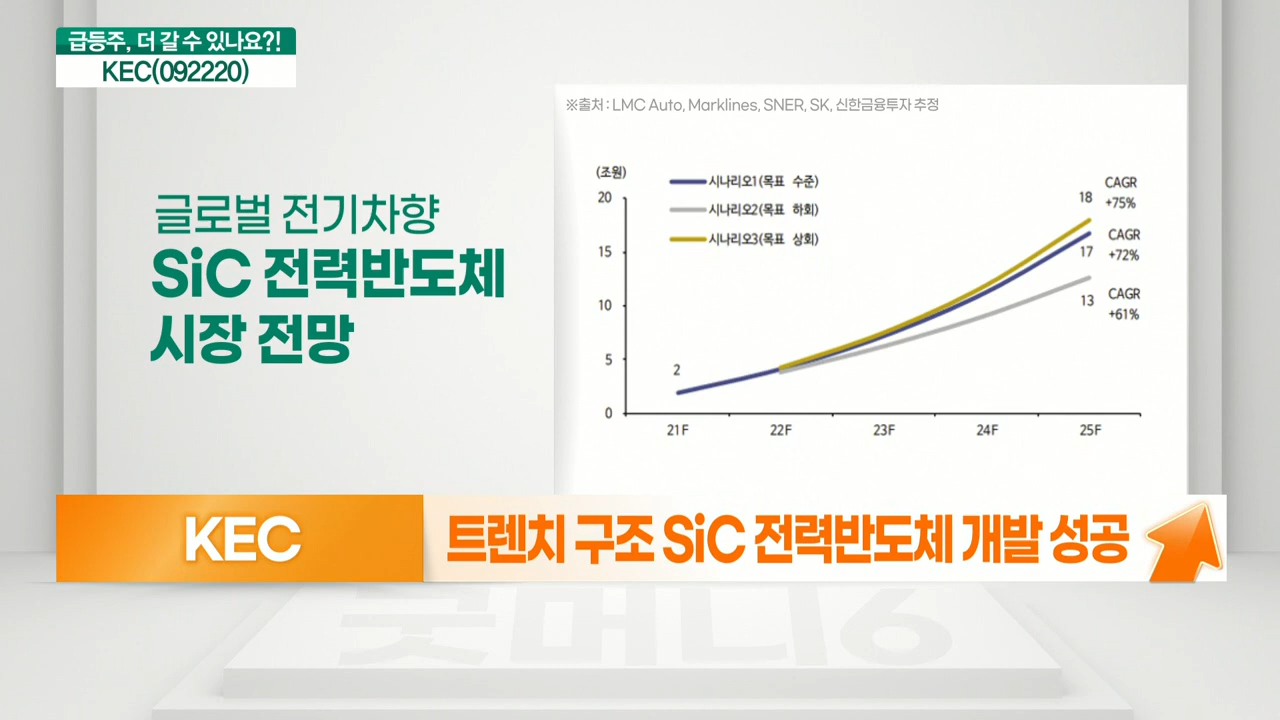 급등주, 더 갈 수 있나요?!
KEC(092220)
※출처 : LMC Auto, Marklines, SNER, SK, 신한금융투자 추정
글로벌 전기차향
SiC 전력반도체
시장 전망
(조원)
20
15
10
5
0
시나리오1(목표 수준)
시나리오2(목표 하회)
시나리오3(목표 상회)
2
18
CAGR
+75%
17
CAGR
+72%
13
CAGR
+61%
21F
22F
23F
24F
25F
KEC
트렌치 구조 SiC 전력반도체 개발 성공
굿머니6